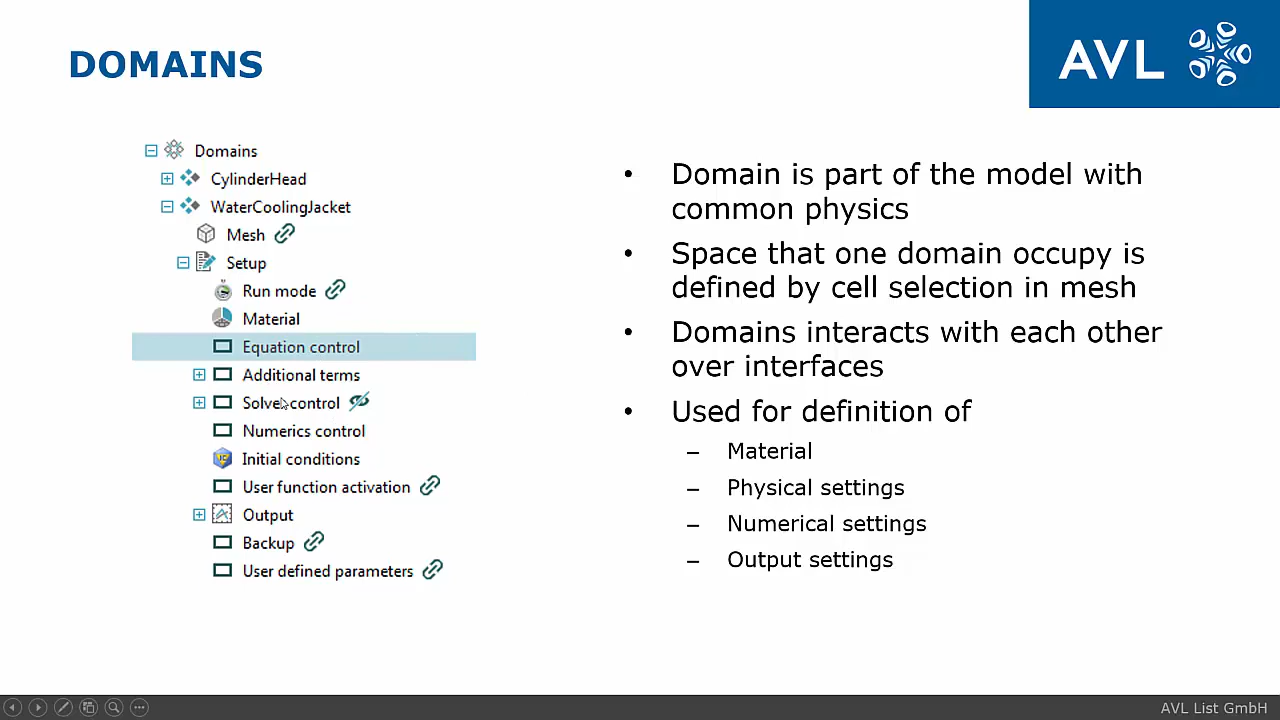 DOMAINS
AVL
Domains
CylinderHead
WaterCoolingJacket
Mesh
Setup
Run mode
Material
Equation control
Additional terms
Solver control
Numerics control
Initial conditions
User function activation
Output
Backup
User defined parameters
• Domain is part of the model with
common physics
• Space that one domain occupy is
defined by cell selection in mesh
• Domains interacts with each other
over interfaces
• Used for definition of
– Material
– Physical settings
– Numerical settings
– Output settings
AVL List GmbH